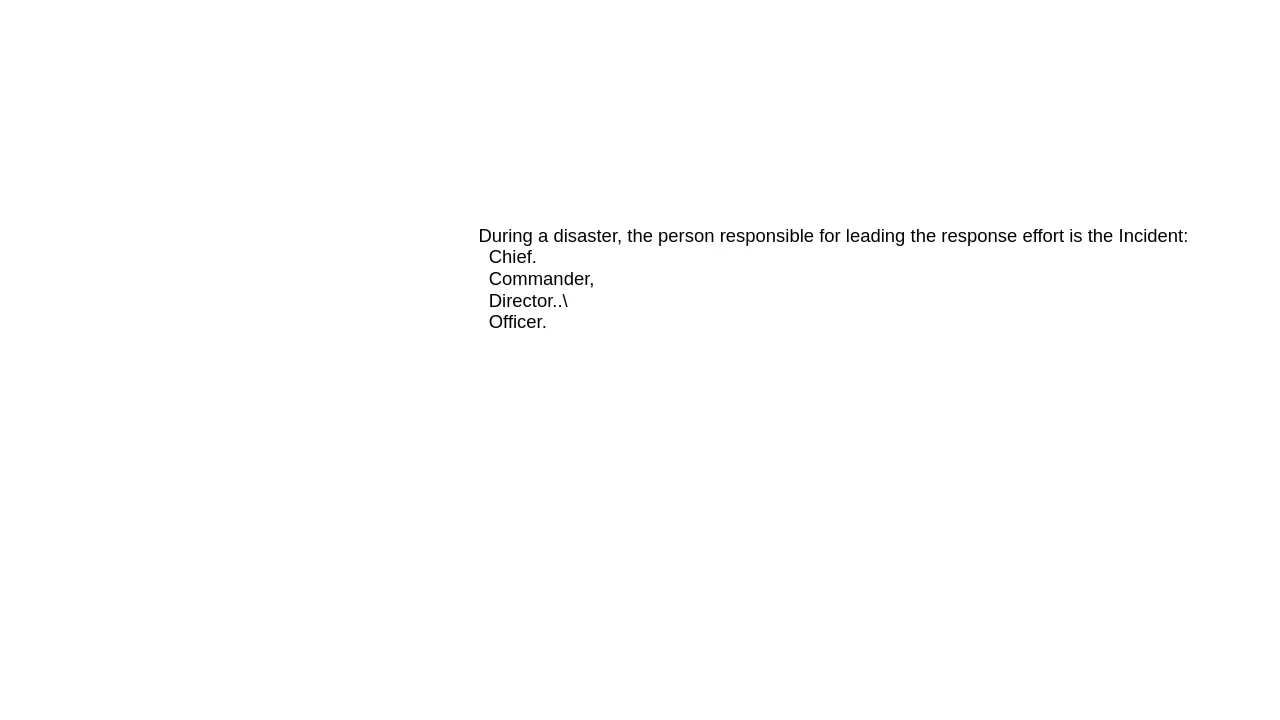 During a disaster, the person responsible for leading the response effort is the Incident:
Chief.
Commander,
Director..\
Officer.